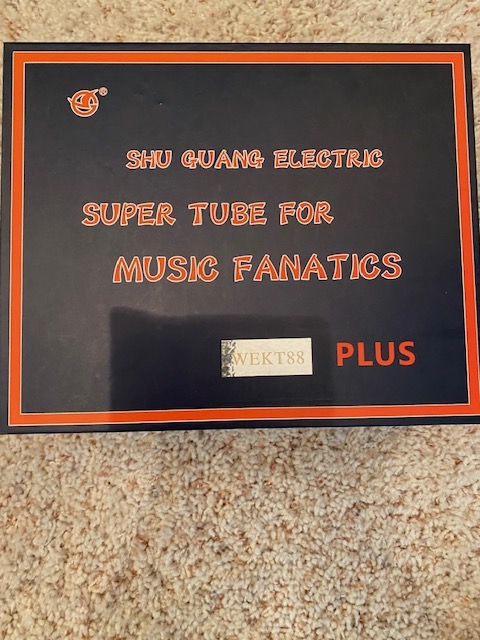 ®
SHU GUANG ELECTRIC
SUPER TUBE FOR
MUSIC FANATICS
WEKT88 PLUS